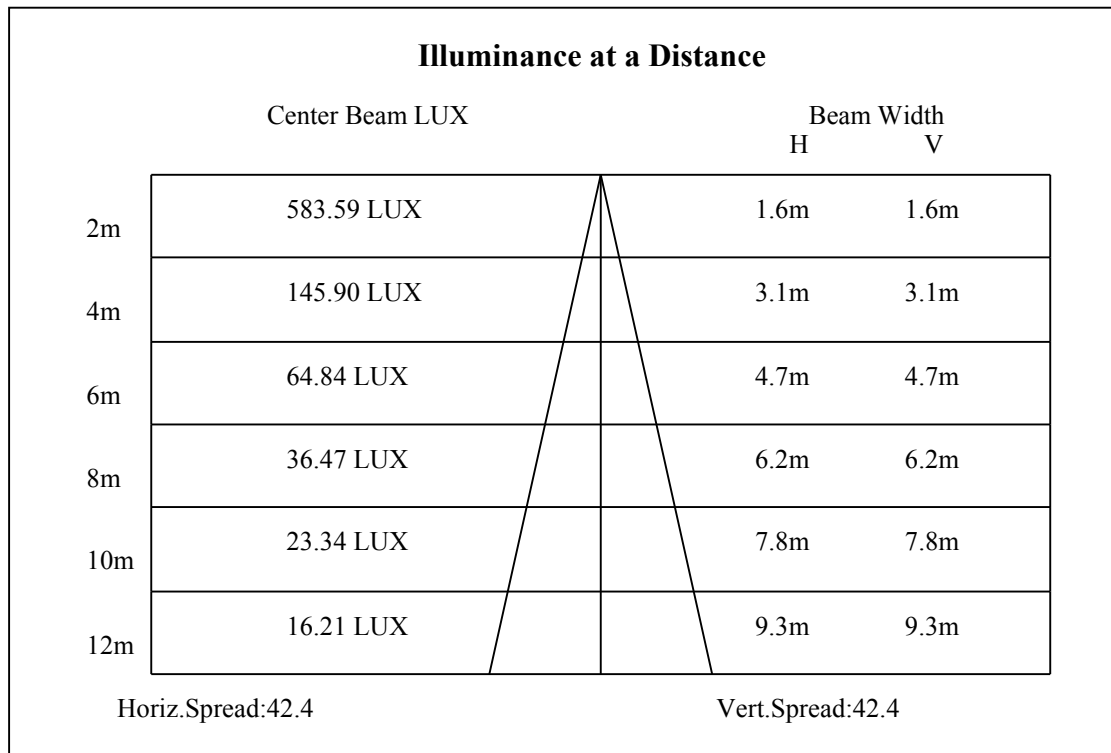 Illuminance at a Distance
Center Beam LUX Beam Width
H V
2m 583.59 LUX 1.6m 1.6m
4m 145.90 LUX 3.1m 3.1m
6m 64.84 LUX 4.7m 4.7m
8m 36.47 LUX 6.2m 6.2m
10m 23.34 LUX 7.8m 7.8m
12m 16.21 LUX 9.3m 9.3m
Horiz.Spread:42.4 Vert.Spread:42.4